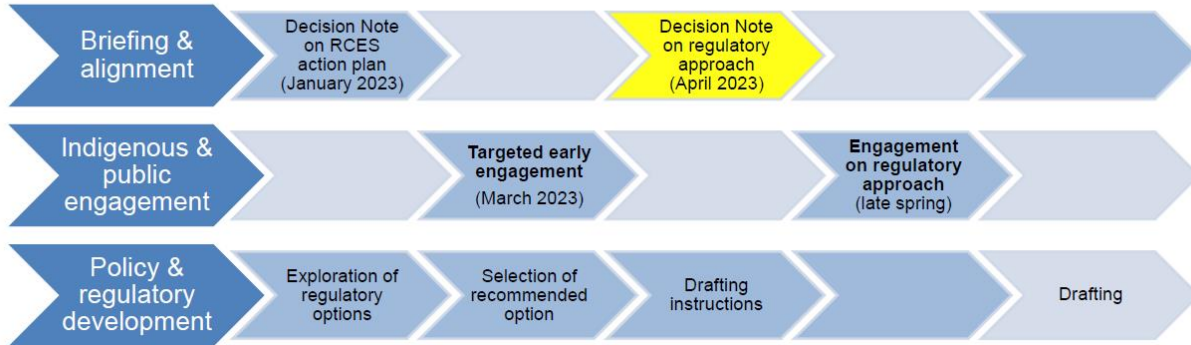 Briefing &
alignment
Decision Note
on RCES
action plan
(January 2023)
Decision Note
on regulatory
approach
(April 2023)
Indigenous &
public
engagement
Targeted early
engagement
(March 2023)
Engagement
on regulatory
approach
(late spring)
Policy &
regulatory
development
Exploration of
regulatory
options
Selection of
recommended
option
Drafting
instructions
Drafting